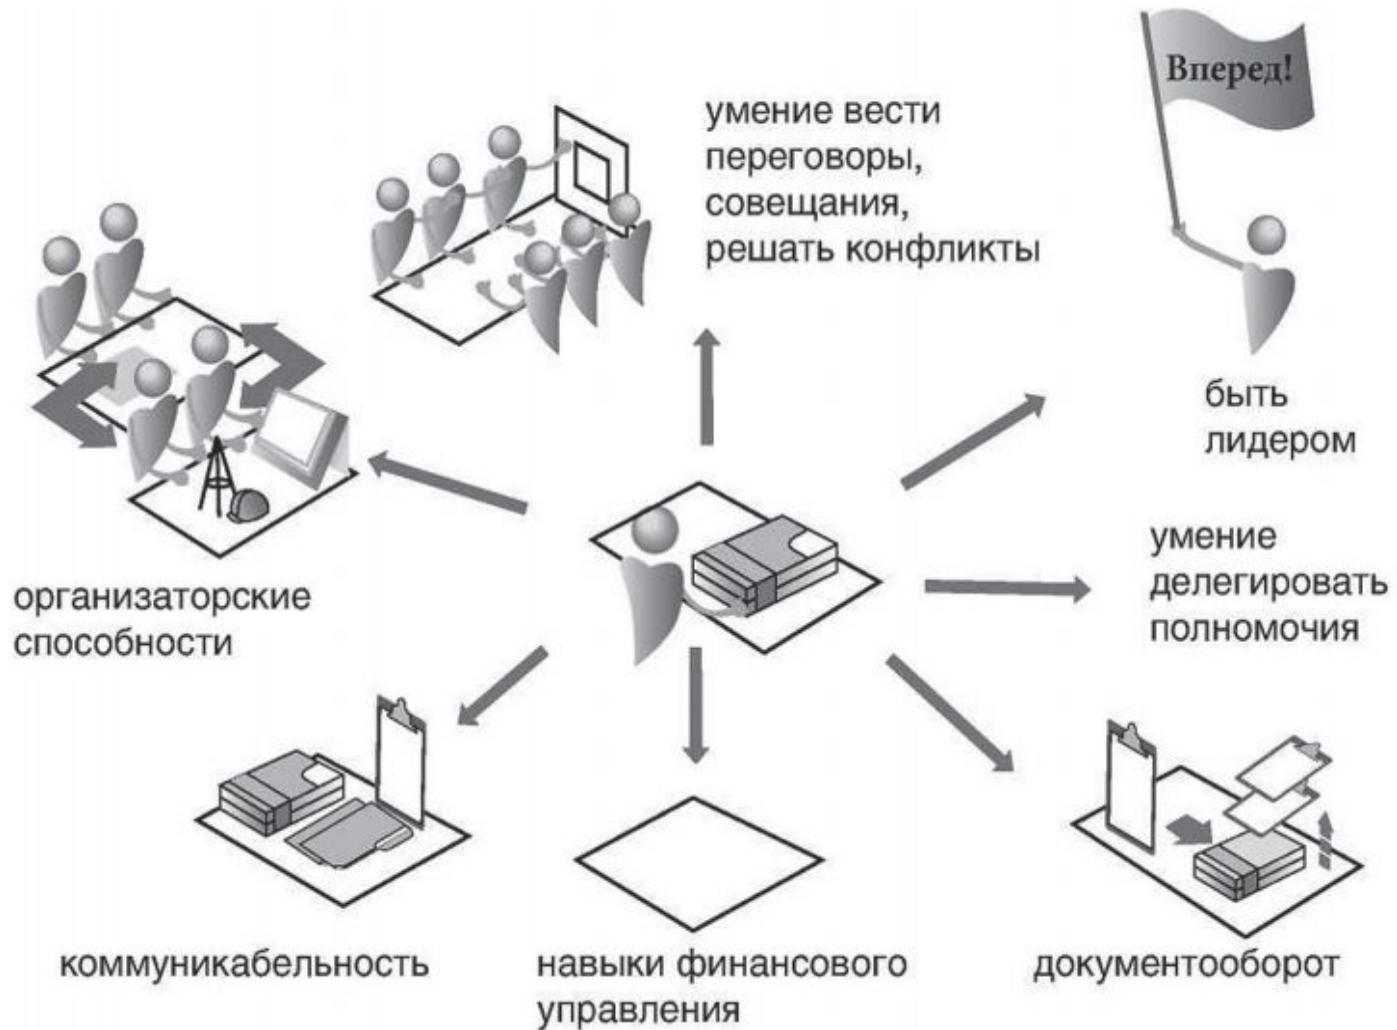 Вперед!
умение вести
переговоры,
совещания,
решать конфликты
быть
лидером
умение
делегировать
полномочия
организаторские
способности
коммуникабельность
навыки финансового
управления
документооборот